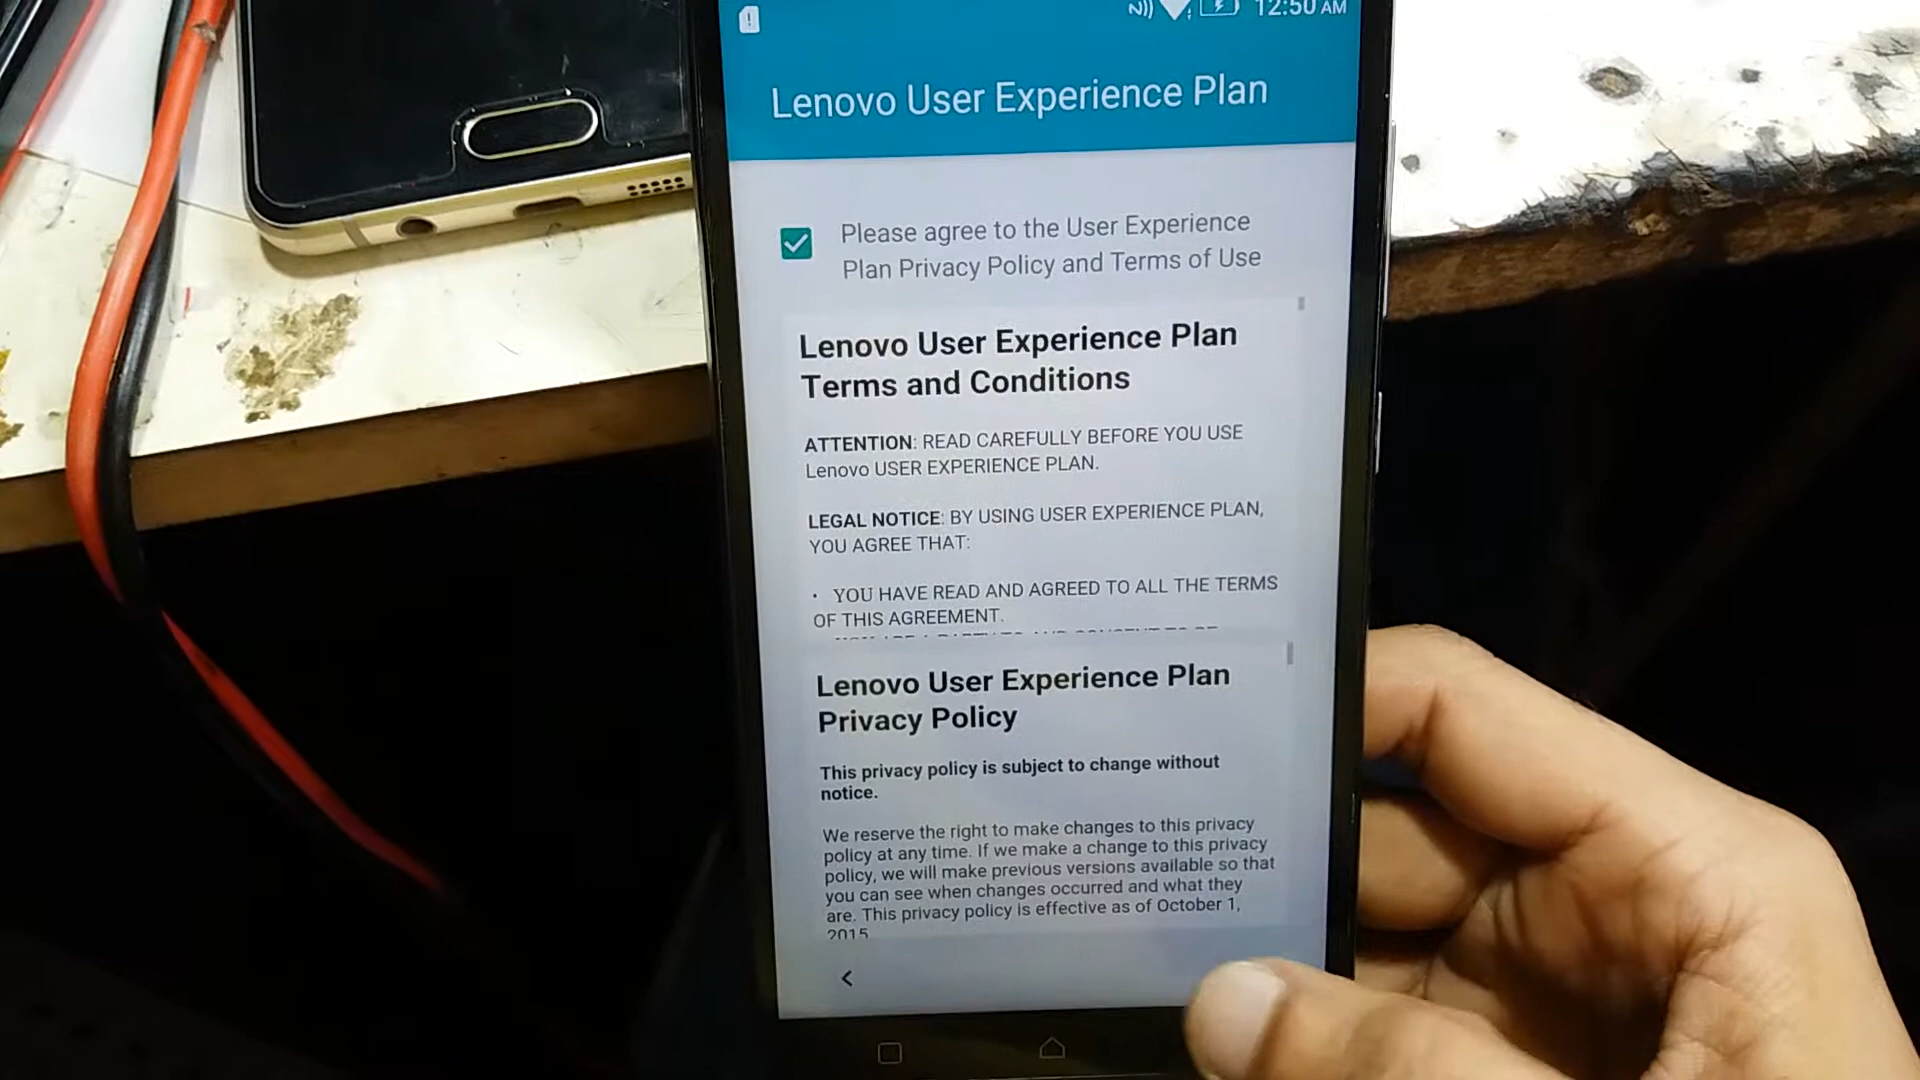 12:50 AM
Lenovo User Experience Plan
Please agree to the User Experience
Plan Privacy Policy and Terms of Use
Lenovo User Experience Plan
Terms and Conditions
ATTENTION: READ CAREFULLY BEFORE YOU USE
Lenovo USER EXPERIENCE PLAN.
LEGAL NOTICE: BY USING USER EXPERIENCE PLAN,
YOU AGREE THAT:
• YOU HAVE READ AND AGREED TO ALL THE TERMS
OF THIS AGREEMENT.
Lenovo User Experience Plan
Privacy Policy
This privacy policy is subject to change without
notice.
We reserve the right to make changes to this privacy
policy at any time. If we make a change to this privacy
policy, we will make previous versions available so that
you can see when changes occurred and what they
are. This privacy policy is effective as of October 1,
2015